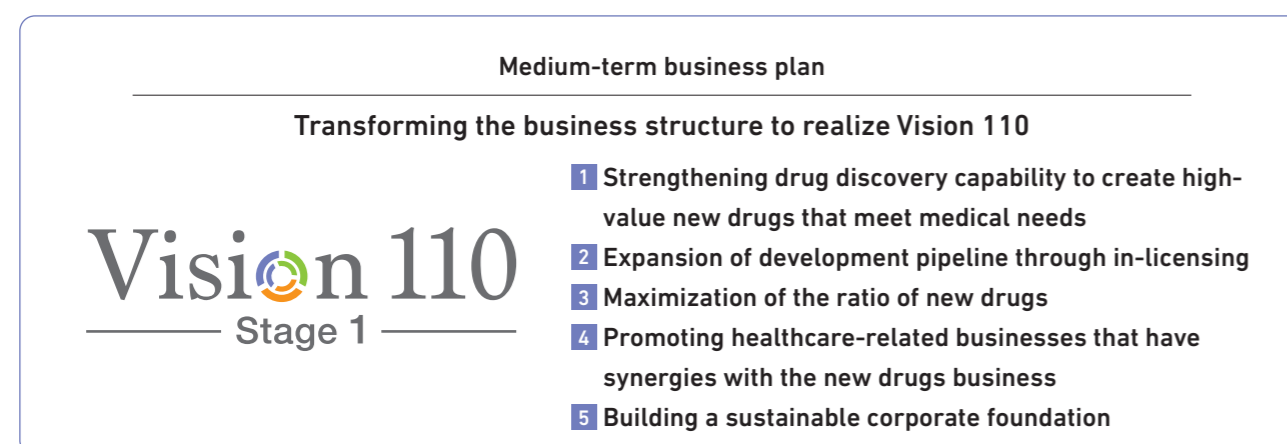 Medium-term business plan
Transforming the business structure to realize Vision 110
Vision 110
Stage 1
1 Strengthening drug discovery capability to create high-
value new drugs that meet medical needs
2 Expansion of development pipeline through in-licensing
3 Maximization of the ratio of new drugs
4 Promoting healthcare-related businesses that have
synergies with the new drugs business
5 Building a sustainable corporate foundation